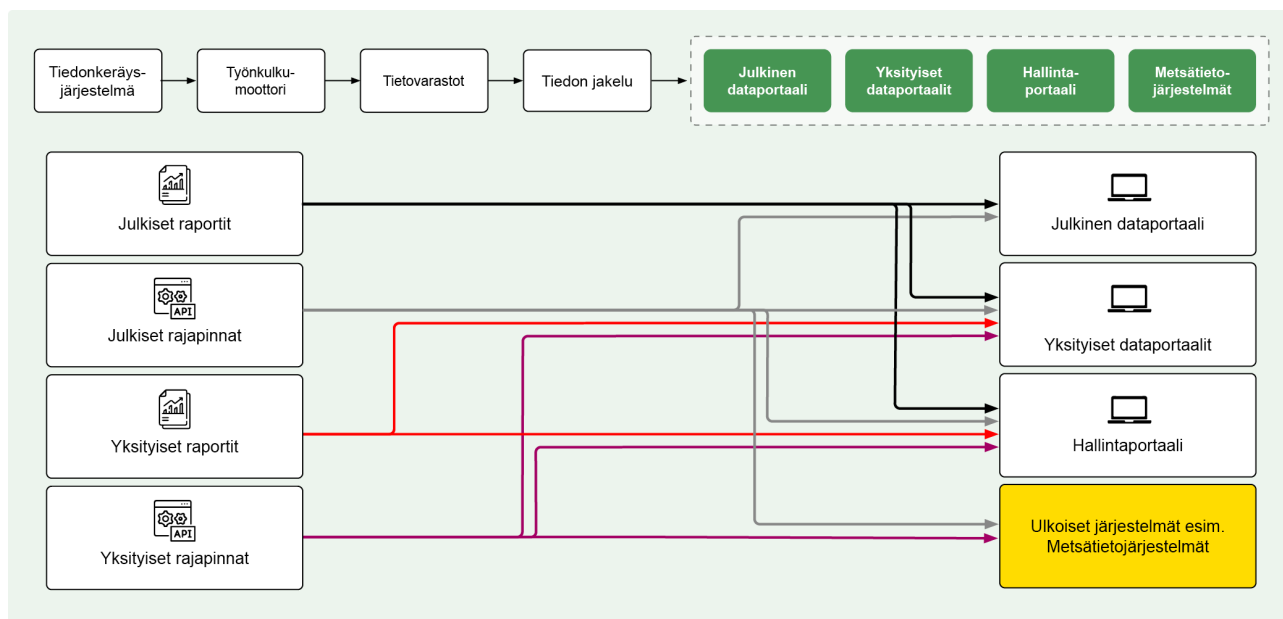 Tiedonkeräys-
järjestelmä
Työnkulku-
moottori
Tietovarastot
Tiedon jakelu
Julkinen
dataportaali
Yksityiset
dataportaalit
Hallinta-
portaali
Metsätieto-
järjestelmät
Julkiset raportit
API
Julkiset rajapinnat
Yksityiset raportit
API
Yksityiset rajapinnat
Julkinen dataportaali
Yksityiset dataportaalit
Hallintaportaali
Ulkoiset järjestelmät esim.
Metsätietojärjestelmät